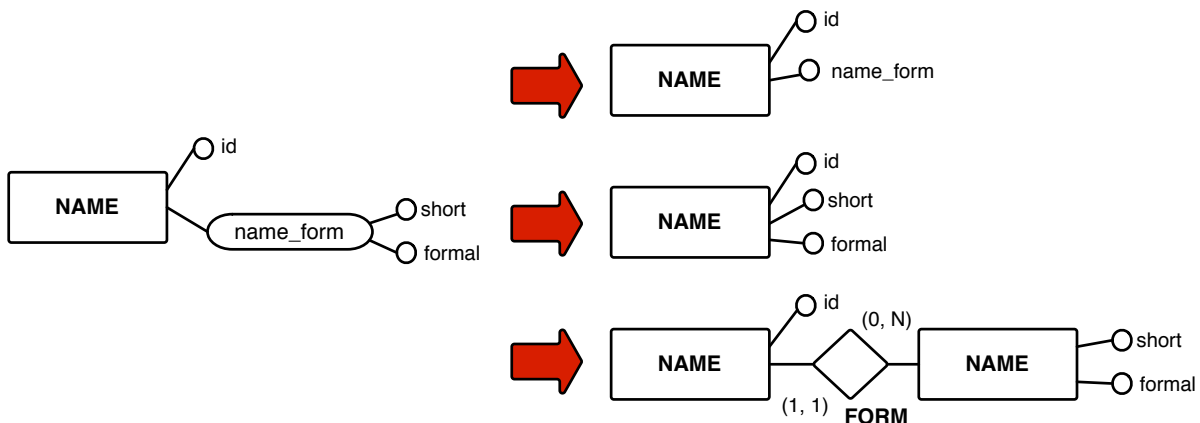 id
NAME
name_form
short
formal
id
NAME
name_form
id
NAME
short
formal
id
NAME
(1, 1)
(0, N)
FORM
NAME
short
formal